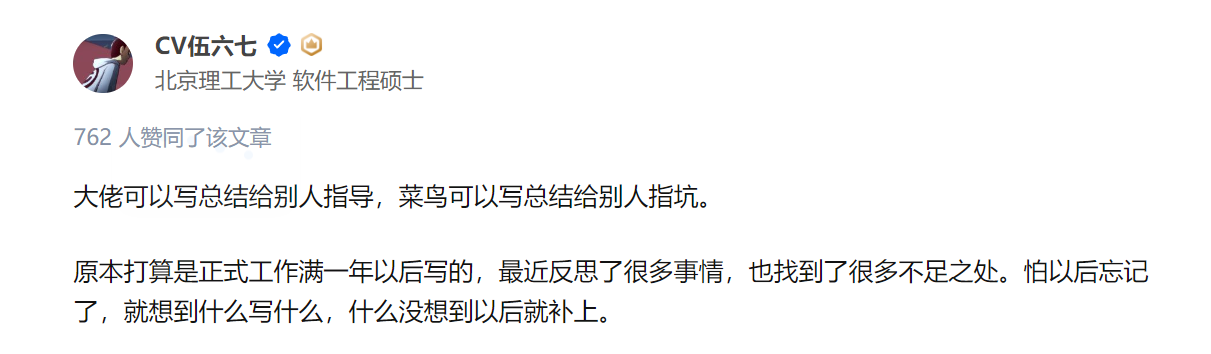 CV伍六七
北京理工大学 软件工程硕士
762 人赞同了该文章
大佬可以写总结给别人指导，菜鸟可以写总结给别人指坑。
原本打算是正式工作满一年以后写的，最近反思了很多事情，也找到了很多不足之处。怕以后忘记
了，就想到什么写什么，什么没想到以后就补上。